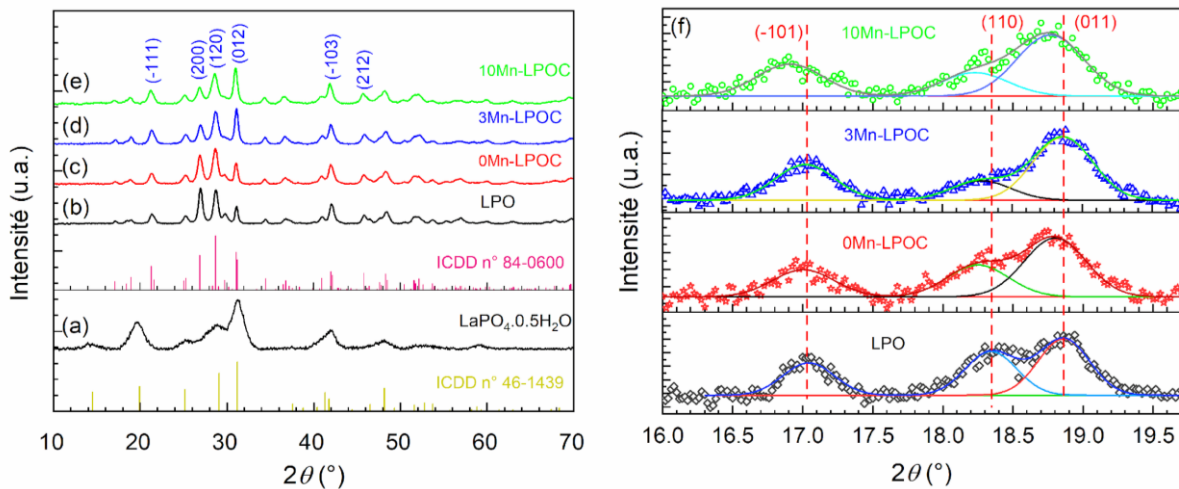 (-111)
(200)
(120)
(012)
(-103)
(212)
(e)
10Mn-LPOC
(d)
3Mn-LPOC
(c)
0Mn-LPOC
(b)
LPO
ICDD n° 84-0600
(a)
LaPO₄.0.5H₂O
ICDD n° 46-1439
Intensité (u.a.)
10 20 30 40 50 60 70
2θ (°)
(f)
(-101)
(110)
(011)
10Mn-LPOC
3Mn-LPOC
0Mn-LPOC
LPO
Intensité (u.a.)
16.0 16.5 17.0 17.5 18.0 18.5 19.0 19.5
2θ (°)